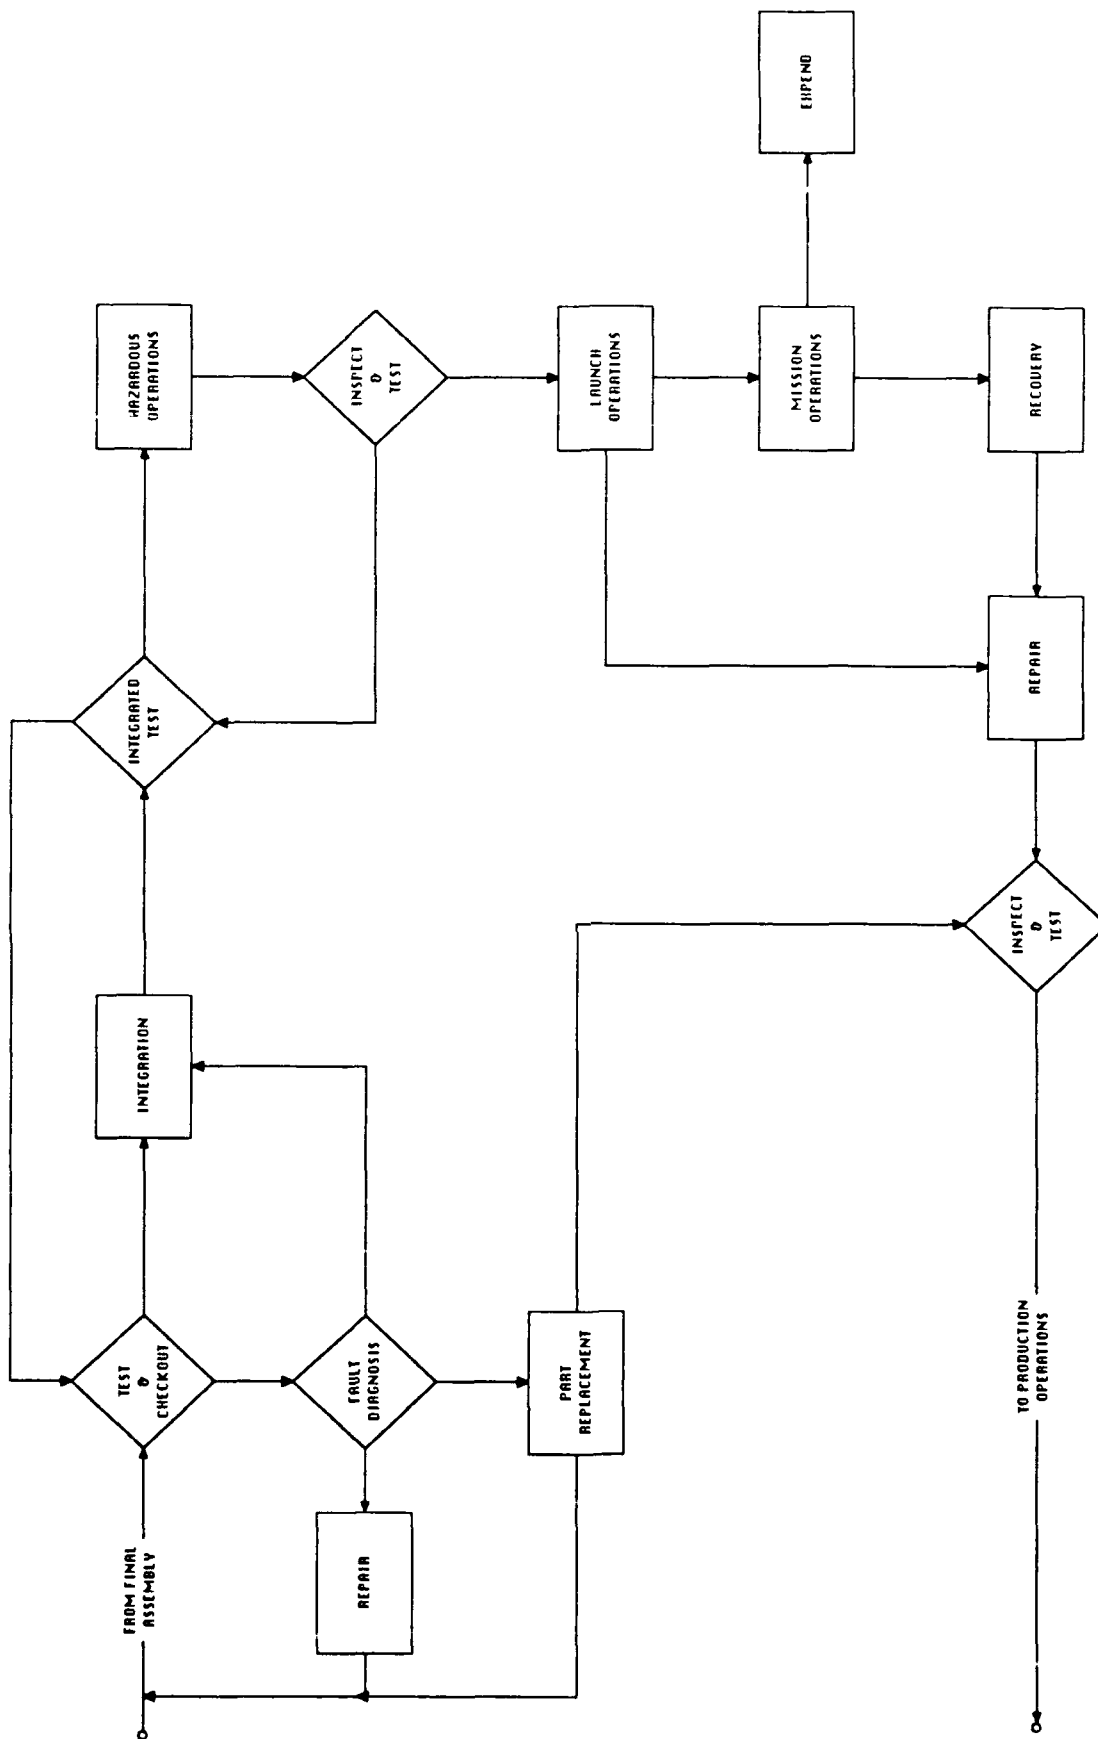 FROM FINAL
ASSEMBLY
TEST
&
CHECKOUT
INTEGRATION
INTEGRATED
TEST
HAZARDOUS
OPERATIONS
REPAIR
FAULT
DIAGNOSIS
INSPECT
&
TEST
PART
REPLACEMENT
LAUNCH
OPERATIONS
MISSION
OPERATIONS
EXPEND
TO PRODUCTION
OPERATIONS
INSPECT
&
TEST
REPAIR
RECOVERY